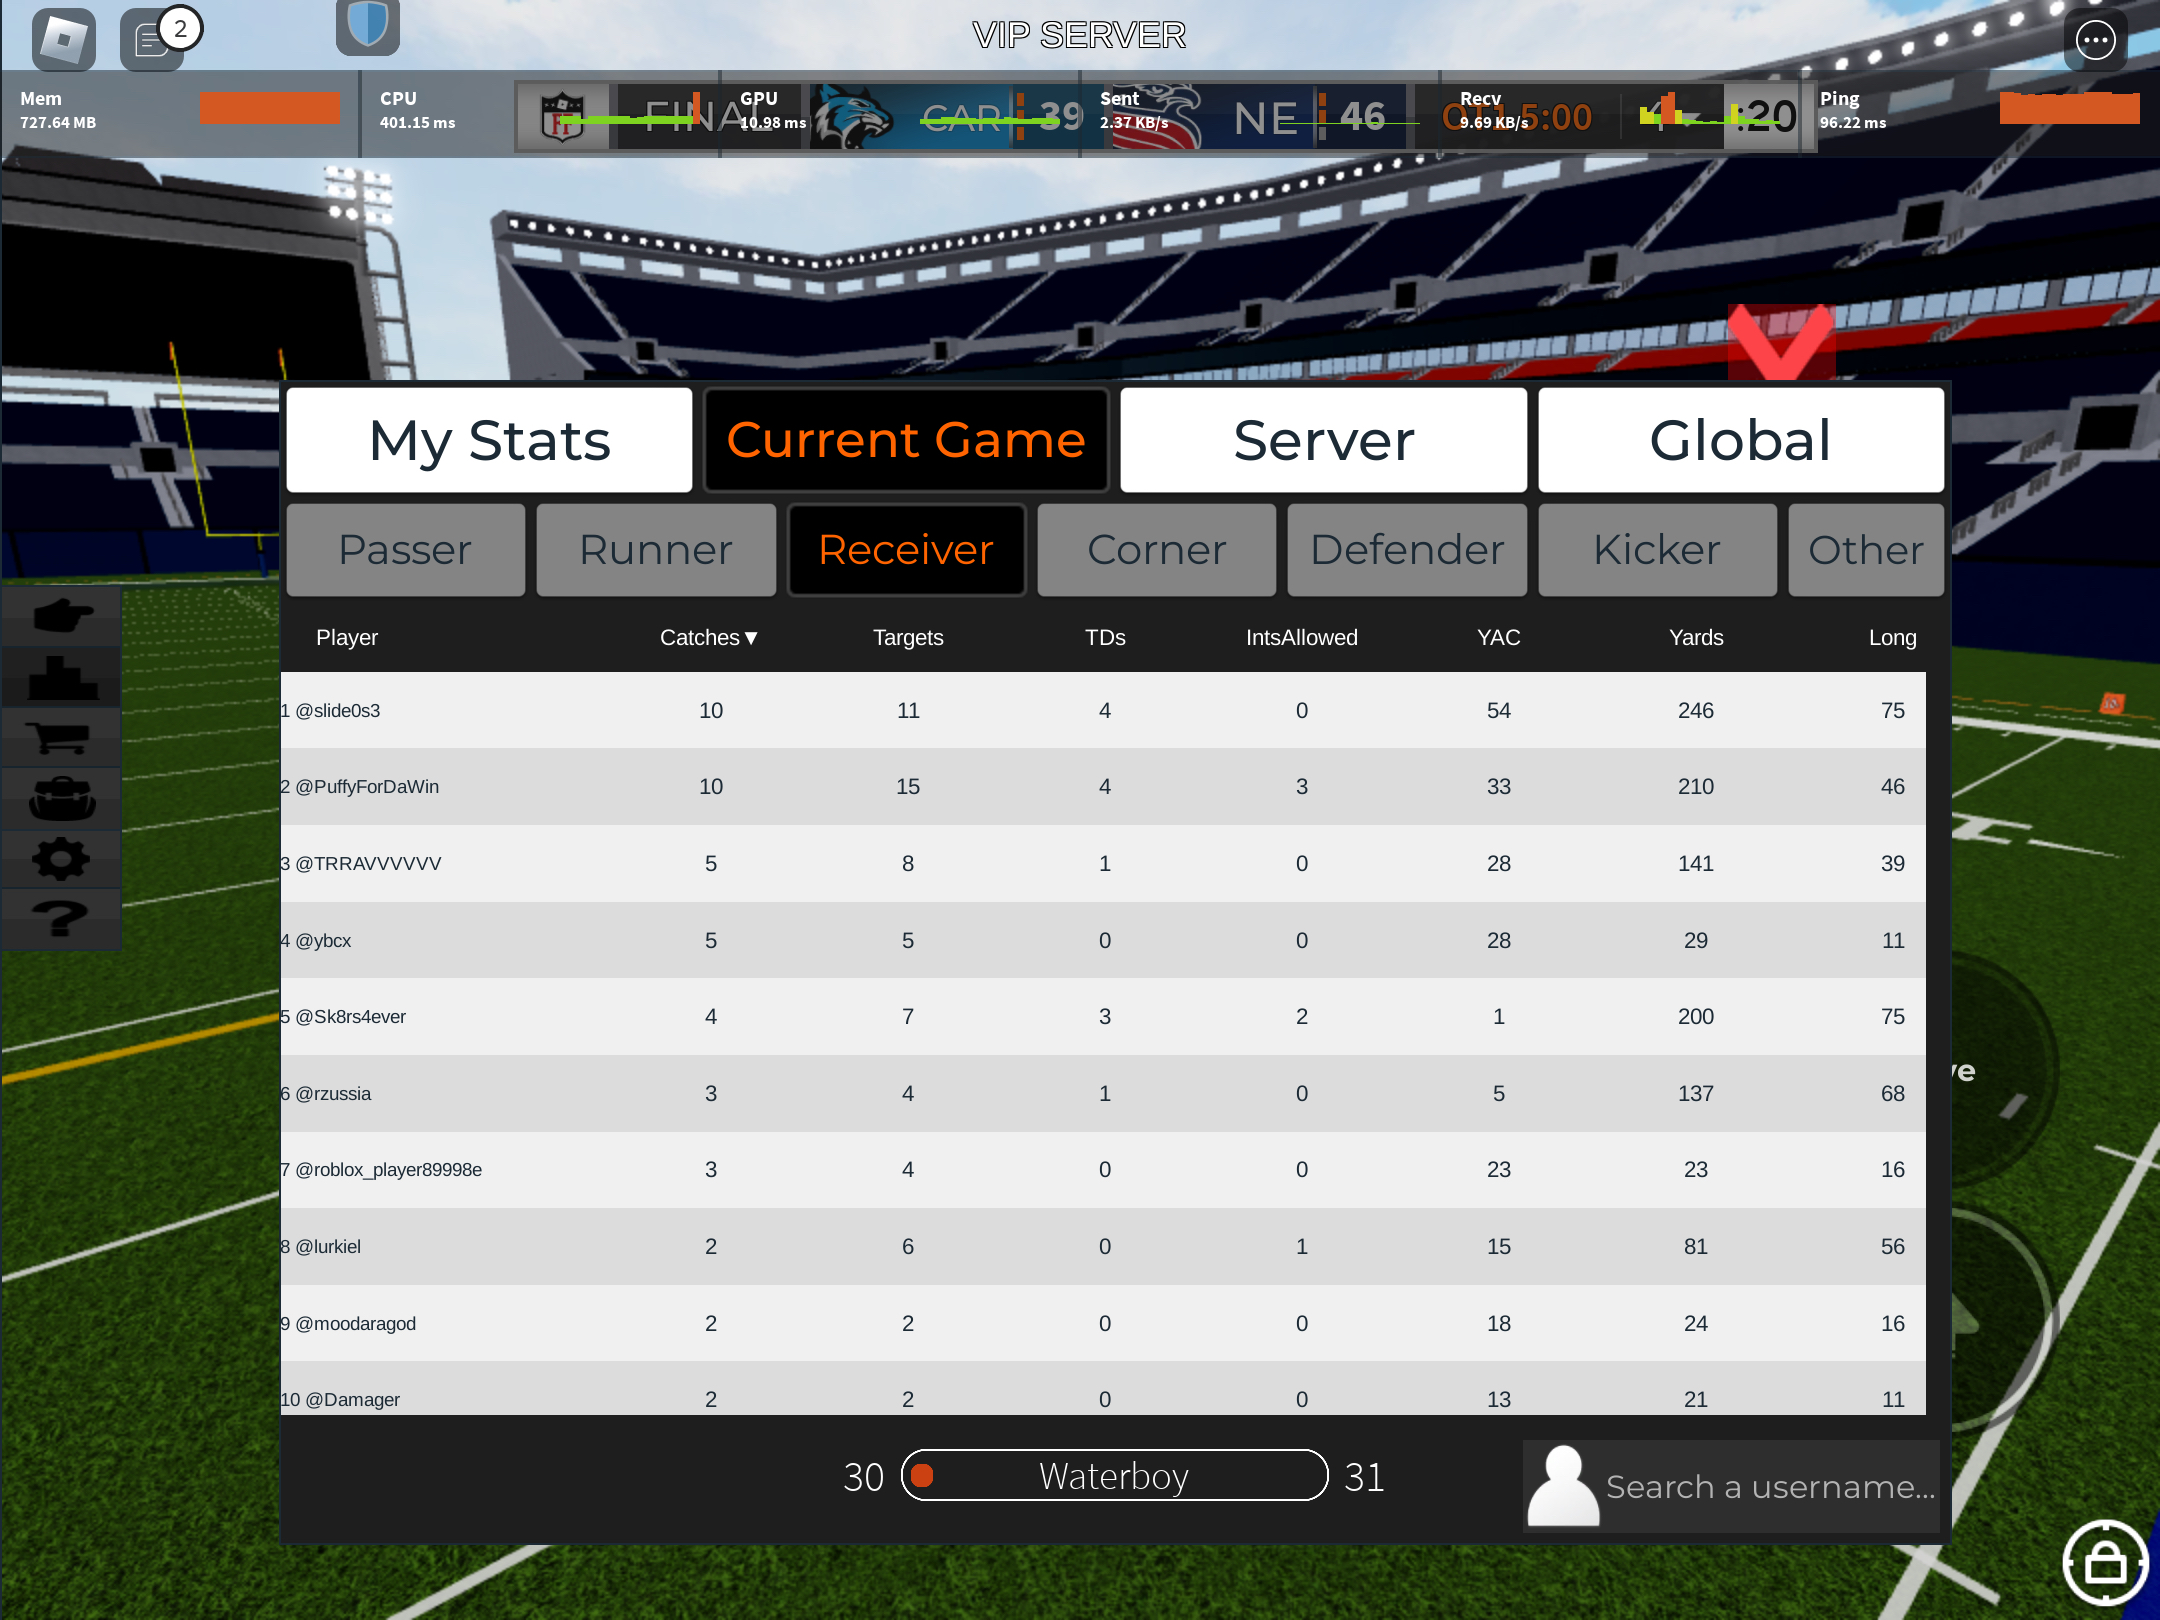 2
VIP SERVER
Mem
727.64 MB
CPU
401.15 ms
GPU
10.98 ms
Sent
2.37 KB/s
Recv
9.69 KB/s
Ping
96.22 ms
FINAL CAR 39 NE 46 OT1 5:00 :20
My Stats Current Game Server Global
Passer Runner Receiver Corner Defender Kicker Other
Player Catches▼ Targets TDs IntsAllowed YAC Yards Long
1 @slide0s3 10 11 4 0 54 246 75
2 @PuffyForDaWin 10 15 4 3 33 210 46
3 @TRRAVVVVVV 5 8 1 0 28 141 39
4 @ybcx 5 5 0 0 28 29 11
5 @Sk8rs4ever 4 7 3 2 1 200 75
6 @rzussia 3 4 1 0 5 137 68
7 @roblox_player89998e 3 4 0 0 23 23 16
8 @lurkiel 2 6 0 1 15 81 56
9 @moodaragod 2 2 0 0 18 24 16
10 @Damager 2 2 0 0 13 21 11
30 Waterboy 31
Search a username...